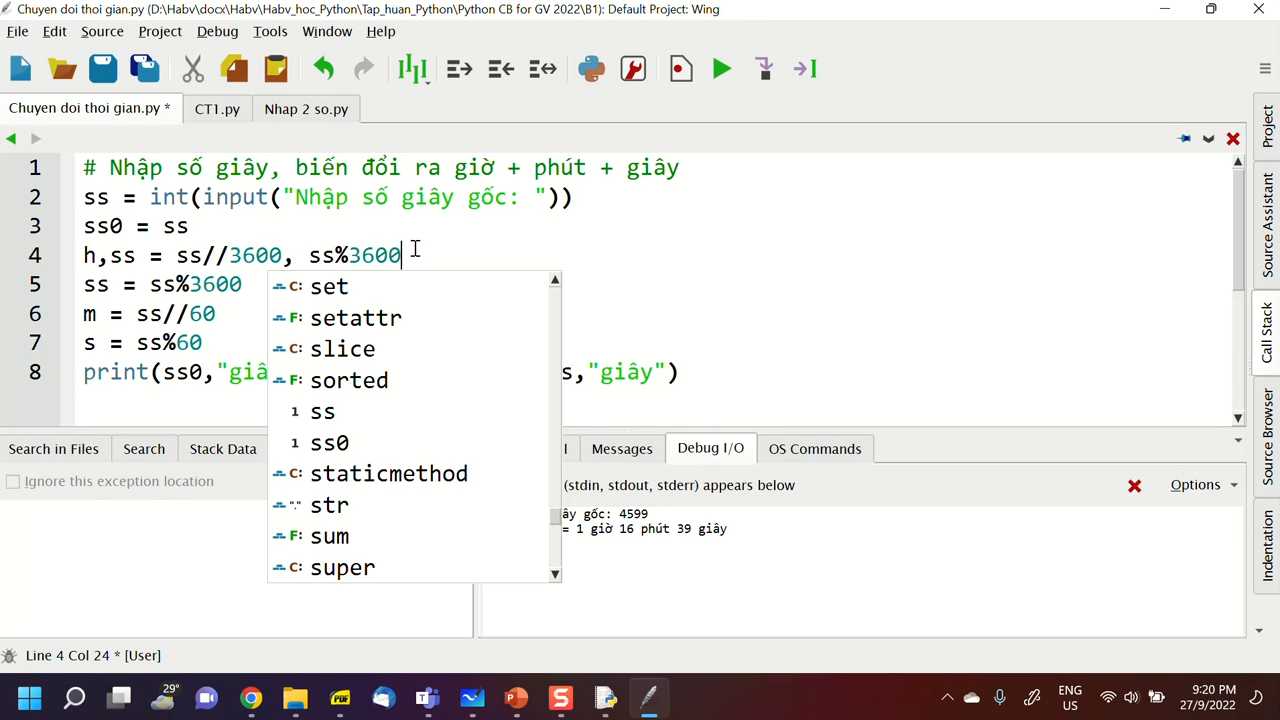 Chuyen doi thoi gian.py (D:\Habv\docx\Habv\Habv_hoc_Python\Tap_huan_Python\Python CB for GV 2022\B1): Default Project: Wing
File Edit Source Project Debug Tools Window Help
Chuyen doi thoi gian.py * CT1.py Nhap 2 so.py
1 # Nhập số giây, biến đổi ra giờ + phút + giây
2 ss = int(input("Nhập số giây gốc: "))
3 ss0 = ss
4 h,ss = ss//3600, ss%3600
5 ss = ss%3600
6 m = ss//60
7 s = ss%60
8 print(ss0,"giâ s,"giây")
C: set
F: setattr
C: slice
F: sorted
1 ss
1 ss0
C: staticmethod
str
F: sum
C: super
Search in Files Search Stack Data Messages Debug I/O OS Commands
Ignore this exception location
(stdin, stdout, stderr) appears below
Options
ây gốc: 4599
= 1 giờ 16 phút 39 giây
Project
Source Assistant
Call Stack
Source Browser
Indentation
Line 4 Col 24 * [User]
29°
PDF
ENG
US
9:20 PM
27/9/2022